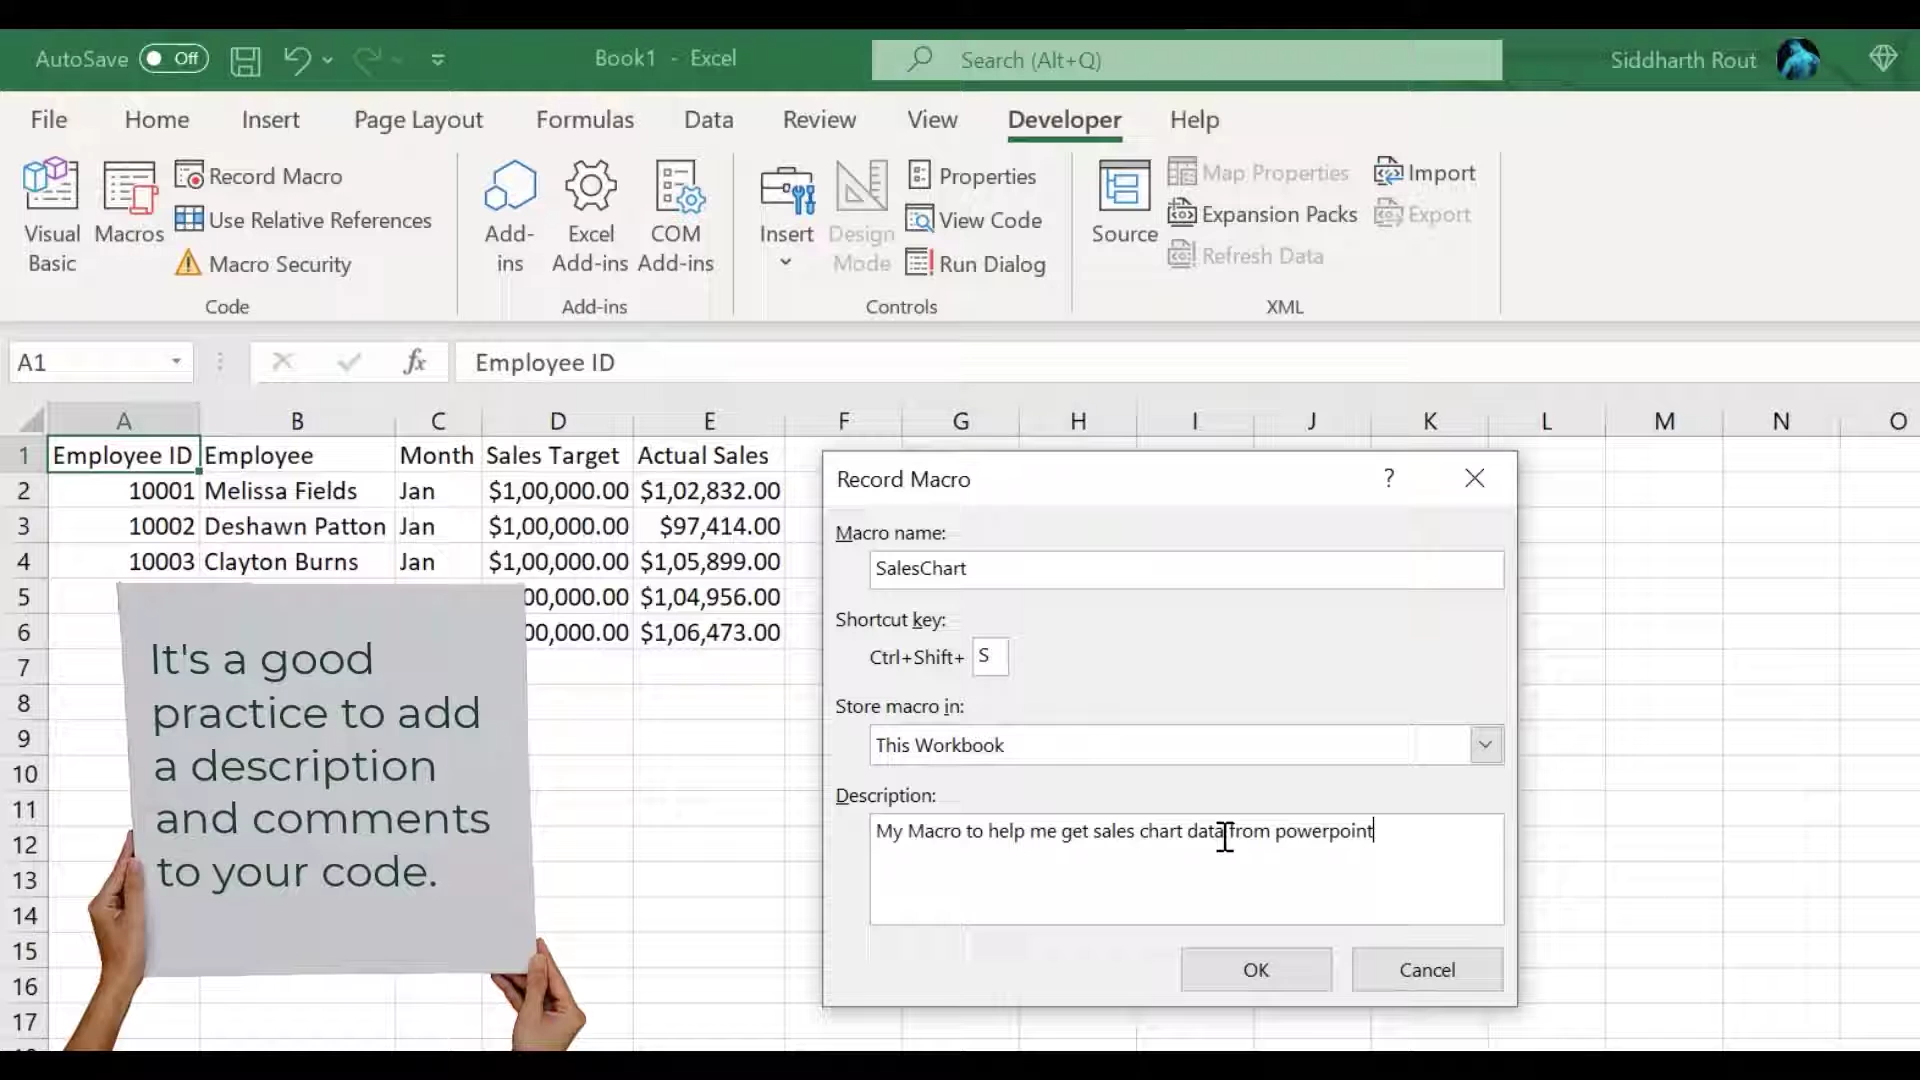 AutoSave Off Book1 - Excel Search (Alt+Q) Siddharth Rout
File Home Insert Page Layout Formulas Data Review View Developer Help
Visual Basic
Macros
Record Macro
Use Relative References
Macro Security
Code
Add-ins
Excel Add-ins
COM Add-ins
Add-ins
Insert
Design Mode
Properties
View Code
Run Dialog
Controls
Source
Map Properties
Expansion Packs
Refresh Data
Import
Export
XML
A1 fx Employee ID
A B C D E F G H I J K L M N O
1 Employee ID Employee Month Sales Target Actual Sales
2 10001 Melissa Fields Jan $1,00,000.00 $1,02,832.00
3 10002 Deshawn Patton Jan $1,00,000.00 $97,414.00
4 10003 Clayton Burns Jan $1,00,000.00 $1,05,899.00
5 00,000.00 $1,04,956.00
6 00,000.00 $1,06,473.00
7
8
9
10
11
12
13
14
15
16
17
It's a good
practice to add
a description
and comments
to your code.
Record Macro ?
Macro name:
SalesChart
Shortcut key:
Ctrl+Shift+ S
Store macro in:
This Workbook
Description:
My Macro to help me get sales chart data from powerpoint
OK Cancel